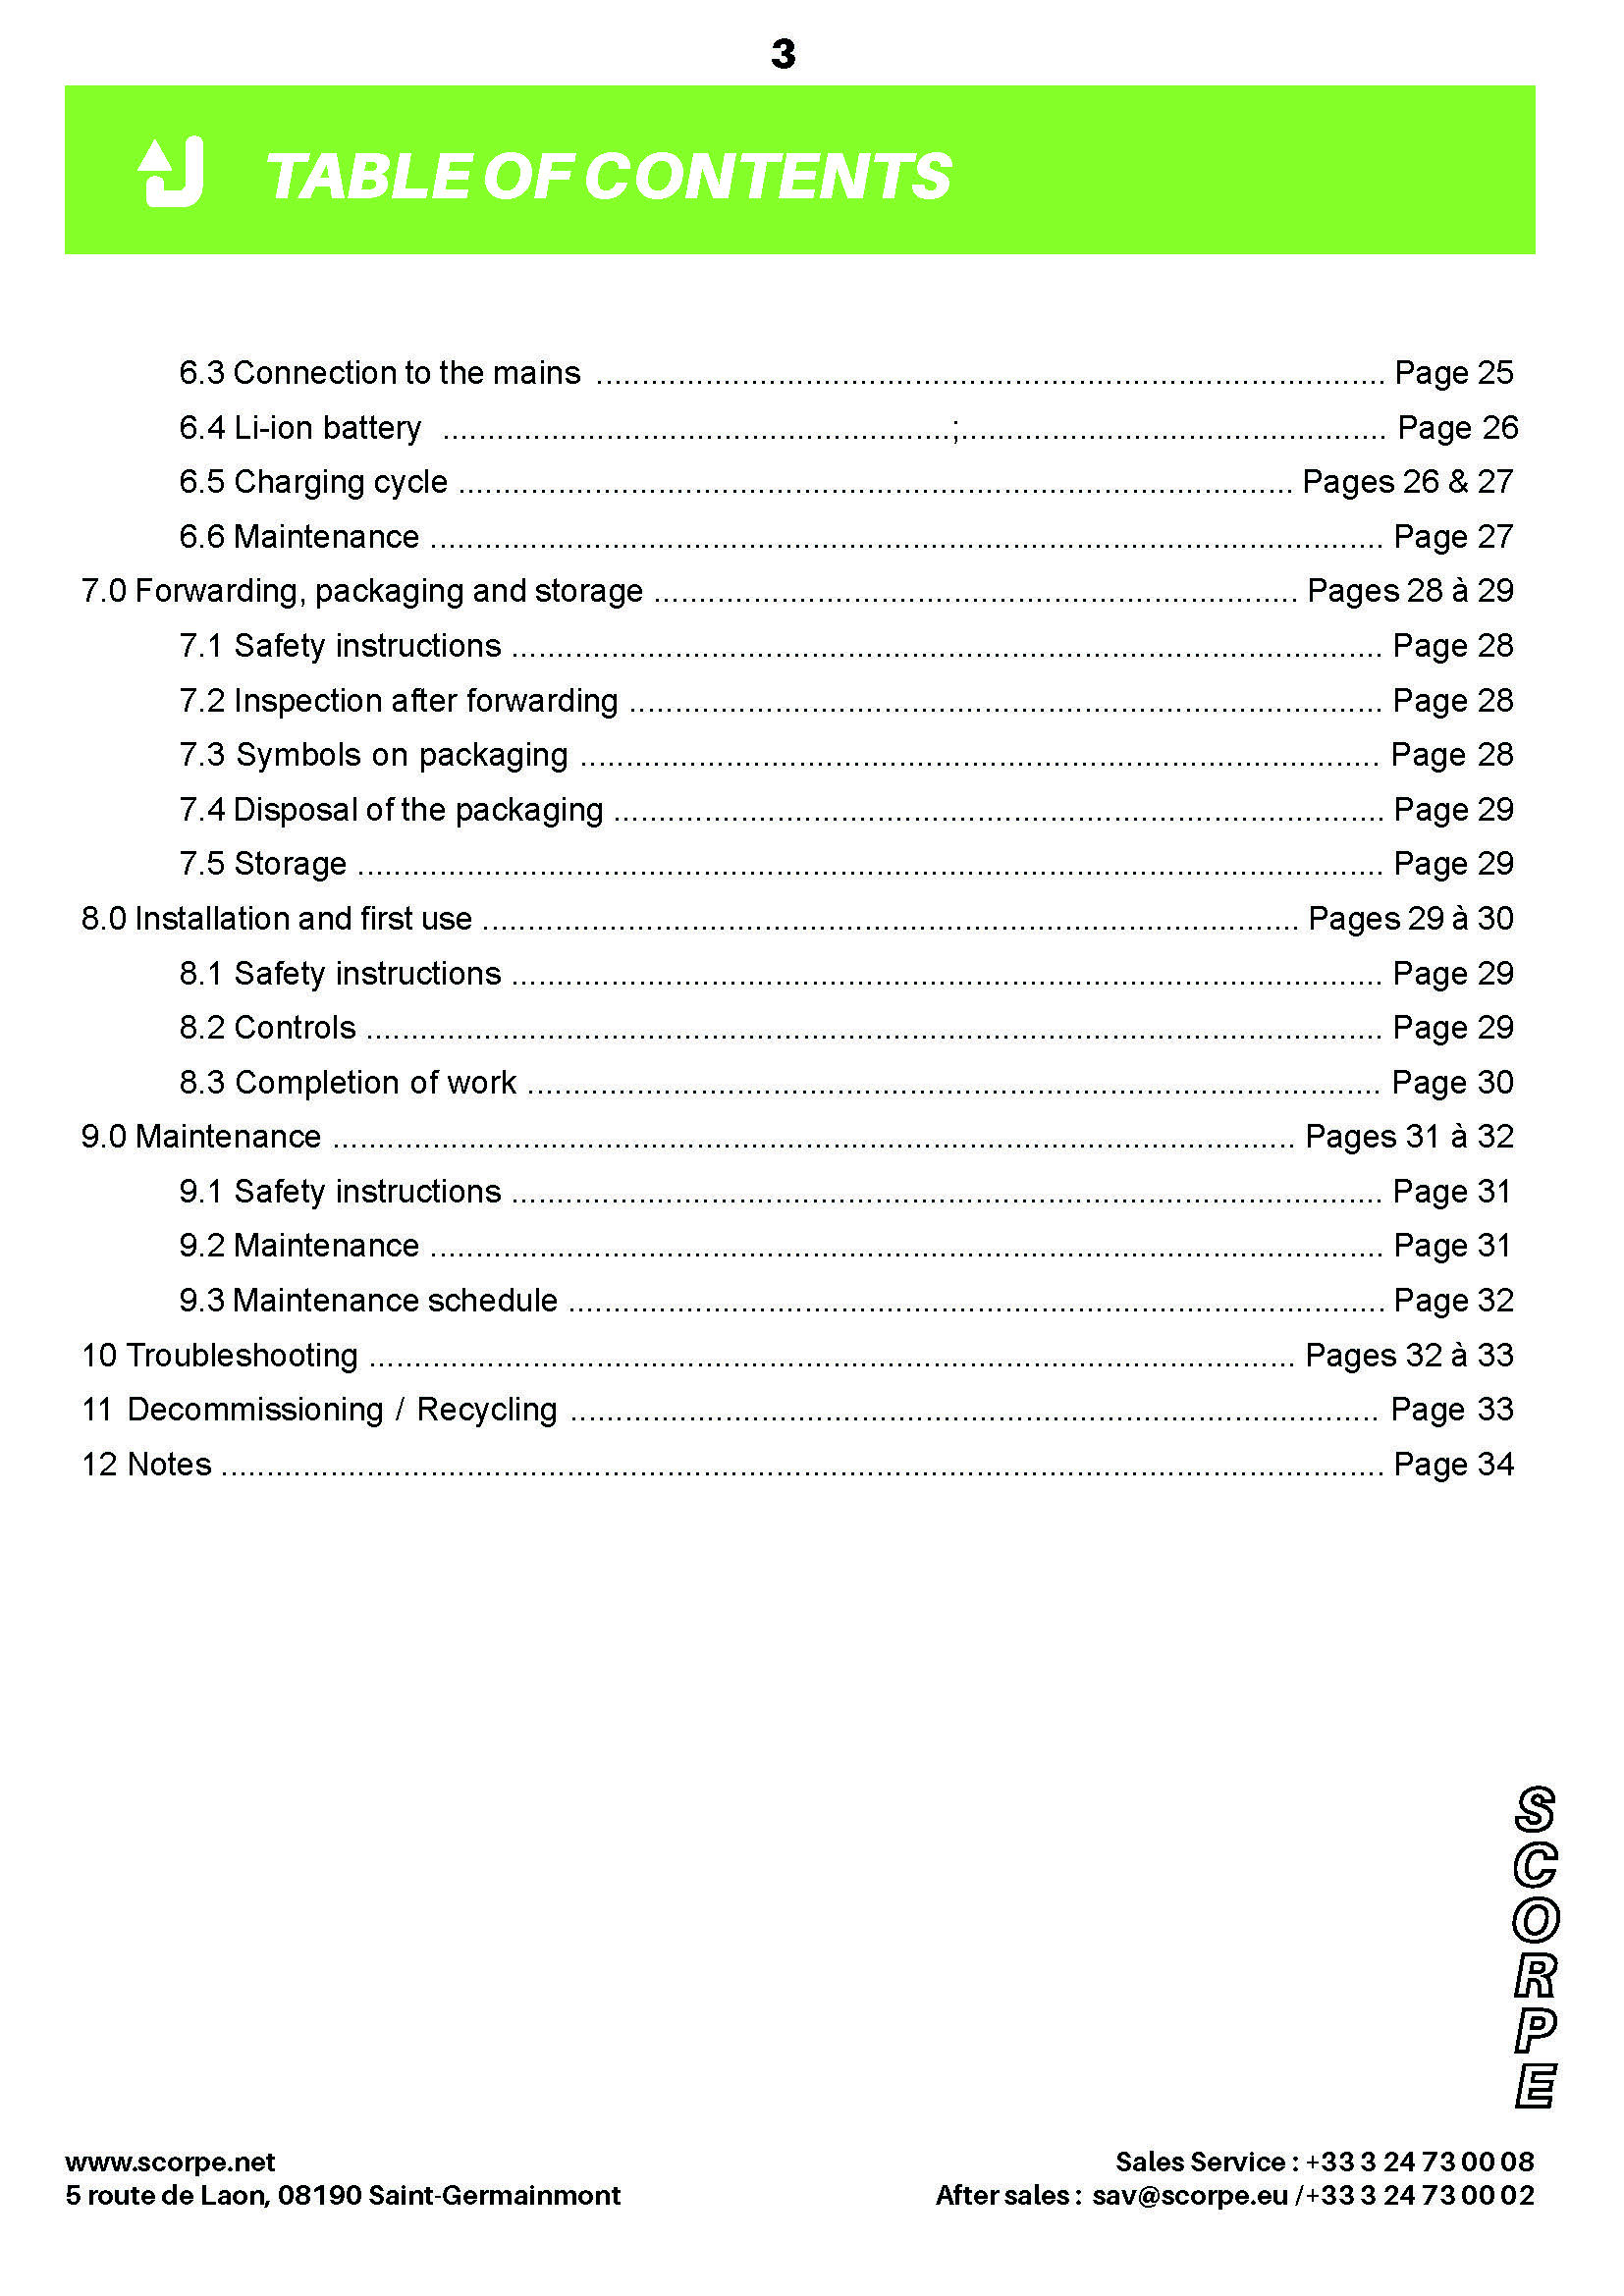 3
TABLE OF CONTENTS
6.3 Connection to the mains ........................................................................................ Page 25
6.4 Li-ion battery ........................................................;............................................... Page 26
6.5 Charging cycle ............................................................................................. Pages 26 & 27
6.6 Maintenance .......................................................................................................... Page 27
7.0 Forwarding, packaging and storage ....................................................................... Pages 28 à 29
7.1 Safety instructions ................................................................................................. Page 28
7.2 Inspection after forwarding .................................................................................... Page 28
7.3 Symbols on packaging ......................................................................................... Page 28
7.4 Disposal of the packaging ..................................................................................... Page 29
7.5 Storage .................................................................................................................. Page 29
8.0 Installation and first use .......................................................................................... Pages 29 à 30
8.1 Safety instructions ................................................................................................. Page 29
8.2 Controls ................................................................................................................. Page 29
8.3 Completion of work ............................................................................................... Page 30
9.0 Maintenance .......................................................................................................... Pages 31 à 32
9.1 Safety instructions ................................................................................................. Page 31
9.2 Maintenance .......................................................................................................... Page 31
9.3 Maintenance schedule .......................................................................................... Page 32
10 Troubleshooting ...................................................................................................... Pages 32 à 33
11 Decommissioning / Recycling ......................................................................................... Page 33
12 Notes ................................................................................................................................ Page 34
SCORPE
www.scorpe.net
5 route de Laon, 08190 Saint-Germainmont
Sales Service : +33 3 24 73 00 08
After sales : sav@scorpe.eu /+33 3 24 73 00 02